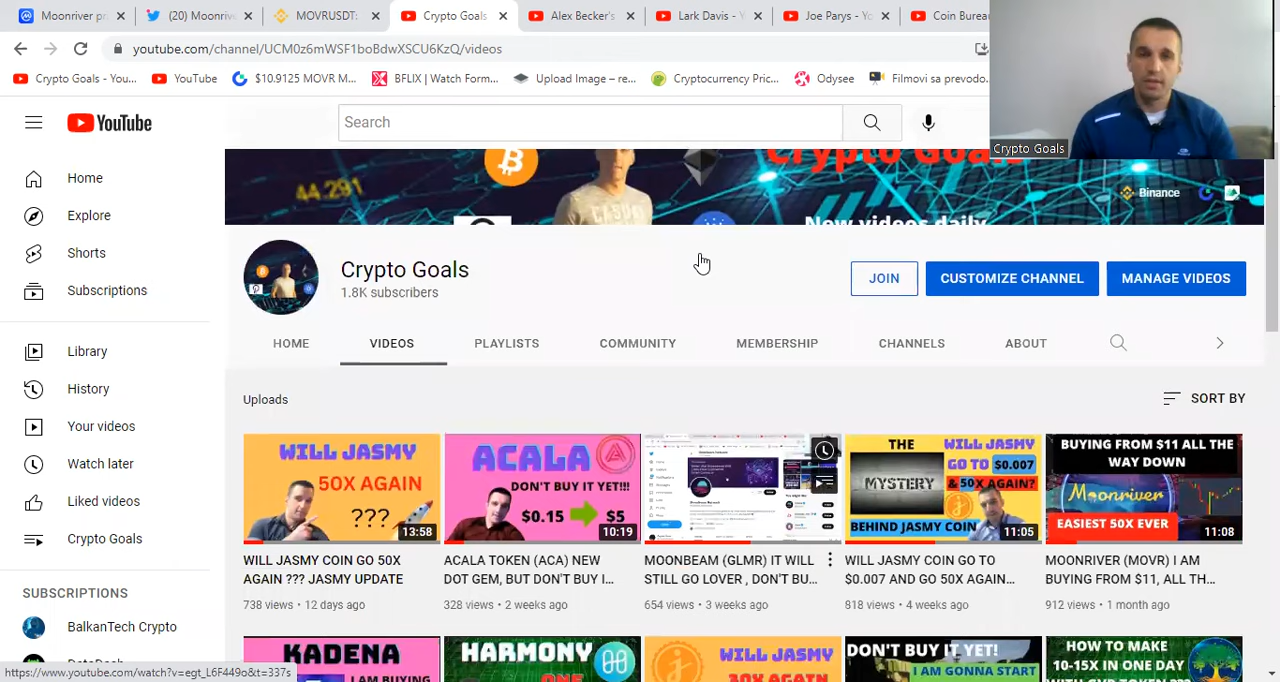 Moonriver pr
(20) Moonriv
MOVRUSDT:
Crypto Goals
Alex Becker's
Lark Davis - Y
Joe Parys - Yo
Coin Bureau
youtube.com/channel/UCM0z6mWSF1boBdwXSCU6KzQ/videos
Crypto Goals - You...
YouTube
$10.9125 MOVR M...
BFLIX | Watch Form...
Upload Image – re...
Cryptocurrency Pric...
Odysee
Filmovi sa prevodo...
Crypto Goals
YouTube
Search
Home
Explore
Shorts
Subscriptions
Library
History
Your videos
Watch later
Liked videos
Crypto Goals
SUBSCRIPTIONS
BalkanTech Crypto
44.291
CASUAL
Crypto Goals
New videos daily
Binance
Crypto Goals
1.8K subscribers
JOIN
CUSTOMIZE CHANNEL
MANAGE VIDEOS
HOME
VIDEOS
PLAYLISTS
COMMUNITY
MEMBERSHIP
CHANNELS
ABOUT
Uploads
SORT BY
WILL JASMY
50X AGAIN
???
13:58
WILL JASMY COIN GO 50X
AGAIN ??? JASMY UPDATE
738 views • 12 days ago
ACALA
DON'T BUY IT YET!!!
$0.15
$5
10:19
ACALA TOKEN (ACA) NEW
DOT GEM, BUT DON'T BUY I...
328 views • 2 weeks ago
MOONBEAM (GLMR) IT WILL
STILL GO LOVER , DON'T BU...
654 views • 3 weeks ago
THE
MYSTERY
BEHIND JASMY COIN
WILL JASMY
GO TO $0.007
& 50X AGAIN?
11:05
WILL JASMY COIN GO TO
$0.007 AND GO 50X AGAIN...
818 views • 4 weeks ago
BUYING FROM $11 ALL THE
WAY DOWN
Moonriver
EASIEST 50X EVER
11:08
MOONRIVER (MOVR) I AM
BUYING FROM $11, ALL TH...
912 views • 1 month ago
KADENA
HARMONY
WILL JASMY
DON'T BUY IT YET!
I AM GONNA START
HOW TO MAKE
10-15X IN ONE DAY
https://www.youtube.com/watch?v=egt_L6F449o&t=337s